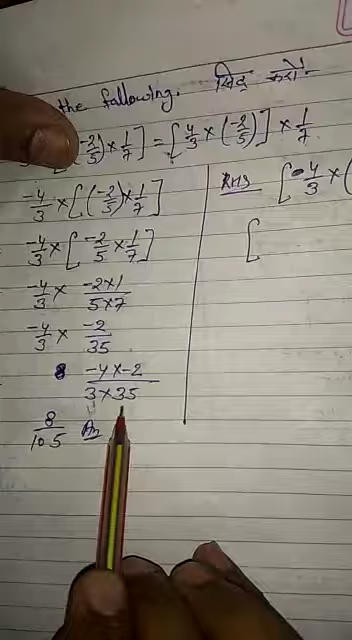 the following. सिद्ध करो.
-2/5) × 1/7] = [4/3 × (-2/5)] × 1/7
-4/3 × [(-2/5) × 1/7]
-4/3 × [-2/5 × 1/7]
-4/3 × -2×1/5×7
-4/3 × -2/35
-4×-2/3×35
8/105 An
RHS [-4/3 × (
[